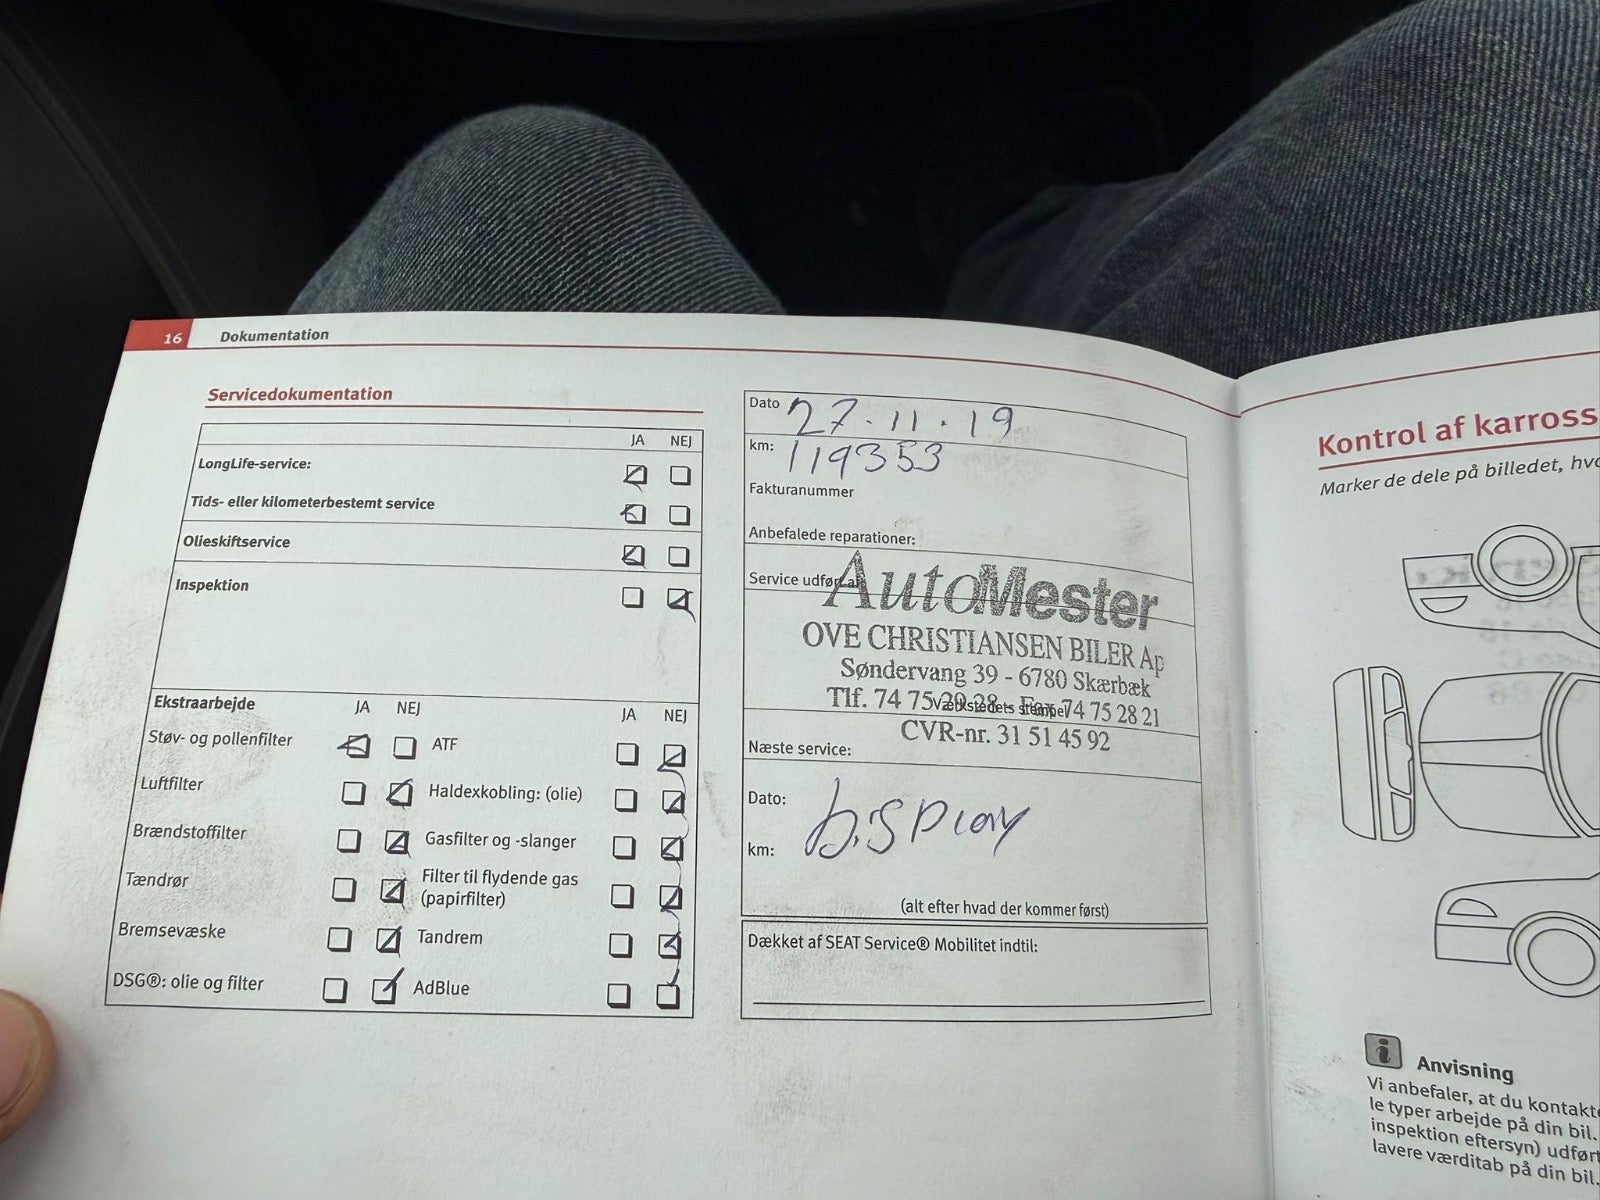 16 Dokumentation
Servicedokumentation
JA NEJ
LongLife-service:
Tids- eller kilometerbestemt service
Olieskiftservice
Inspektion
Ekstraarbejde JA NEJ JA NEJ
Støv- og pollenfilter ATF
Luftfilter Haldexkobling: (olie)
Brændstoffilter Gasfilter og -slanger
Tændrør Filter til flydende gas
(papirfilter)
Bremsevæske Tandrem
DSG®: olie og filter AdBlue
Dato 27.11.19
km: 119353
Fakturanummer
Anbefalede reparationer:
Service udført af:
AutoMester
OVE CHRISTIANSEN BILER Ap
Søndervang 39 - 6780 Skærbæk
Tlf. 74 75 20 28 - Fax 74 75 28 21
Værkstedets stempel
CVR-nr. 31 51 45 92
Næste service:
Dato:
km:
(alt efter hvad der kommer først)
Dækket af SEAT Service® Mobilitet indtil:
Kontrol af karross
Marker de dele på billedet, hvo
Anvisning
Vi anbefaler, at du kontakte
le typer arbejde på din bil.
inspektion eftersyn) udført
lavere værditab på din bil.